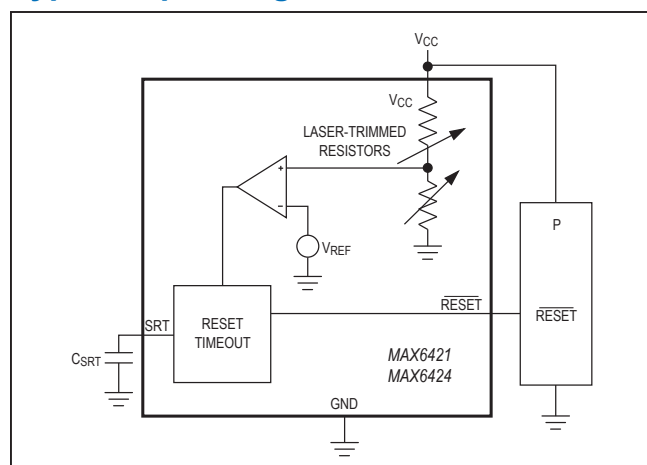 VCC
VCC
LASER-TRIMMED
RESISTORS
+
−
VREF
SRT
RESET
TIMEOUT
CSRT
RESET
P
RESET
MAX6421
MAX6424
GND